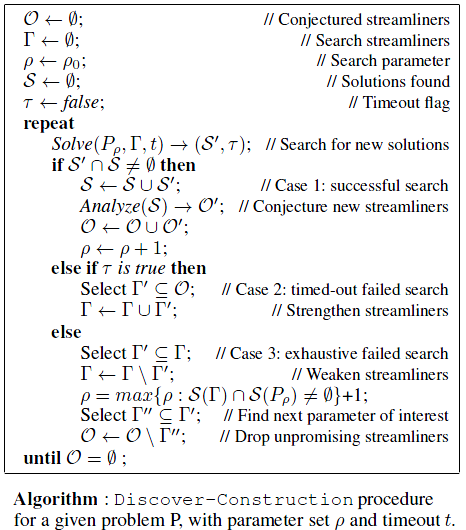 𝒪 ← ∅; // Conjectured streamliners
Γ ← ∅; // Search streamliners
ρ ← ρ₀; // Search parameter
𝒮 ← ∅; // Solutions found
τ ← false; // Timeout flag
repeat
Solve(Pρ, Γ, t) → (𝒮′, τ); // Search for new solutions
if 𝒮′ ∩ 𝒮 ≠ ∅ then
𝒮 ← 𝒮 ∪ 𝒮′; // Case 1: successful search
Analyze(𝒮) → 𝒪′; // Conjecture new streamliners
𝒪 ← 𝒪 ∪ 𝒪′;
ρ ← ρ + 1;
else if τ is true then
Select Γ′ ⊆ 𝒪; // Case 2: timed-out failed search
Γ ← Γ ∪ Γ′; // Strengthen streamliners
else
Select Γ′ ⊆ Γ; // Case 3: exhaustive failed search
Γ ← Γ \ Γ′; // Weaken streamliners
ρ = max{ρ : 𝒮(Γ) ∩ 𝒮(Pρ) ≠ ∅}+1;
Select Γ″ ⊆ Γ′; // Find next parameter of interest
𝒪 ← 𝒪 \ Γ″; // Drop unpromising streamliners
until 𝒪 = ∅ ;
Algorithm : Discover-Construction procedure
for a given problem P, with parameter set ρ and timeout t.